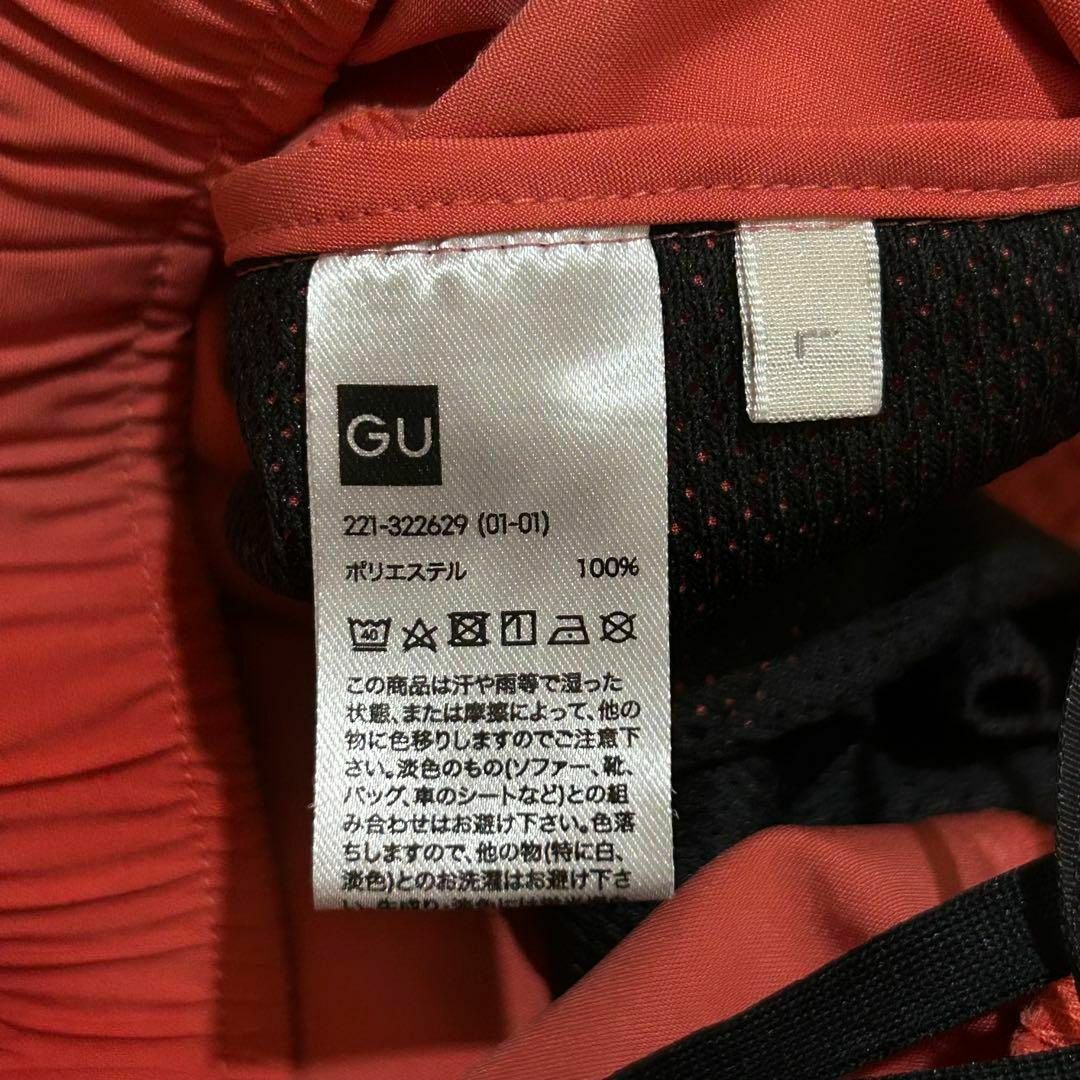 GU
L
221-322629 (01-01)
ポリエステル 100%
40
この商品は汗や雨等で湿った
状態、または摩擦によって、他の
物に色移りしますのでご注意下
さい。淡色のもの(ソファー、靴、
バッグ、車のシートなど)との組
み合わせはお避け下さい。色落
ちしますので、他の物(特に白、
淡色)とのお洗濯はお避け下さ